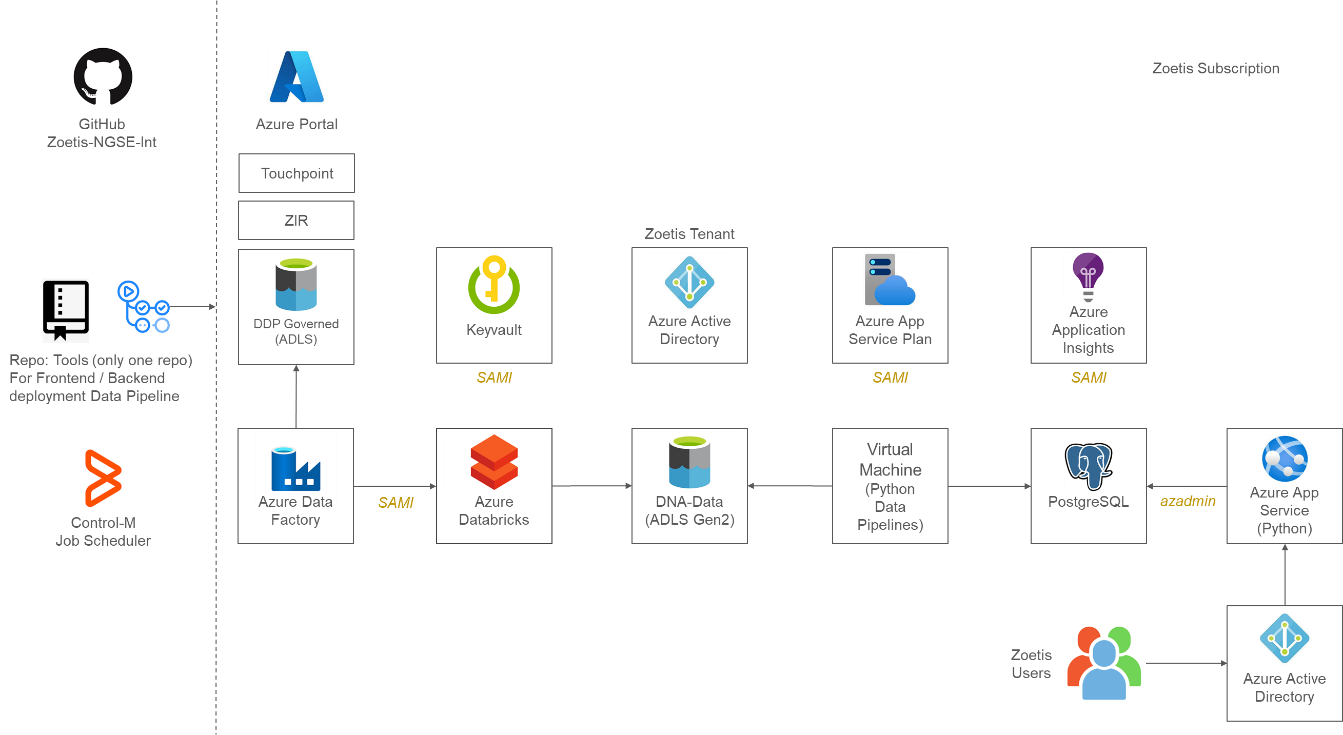 Zoetis Subscription
GitHub
Zoetis-NGSE-Int
Azure Portal
Touchpoint
ZIR
Zoetis Tenant
DDP Governed
(ADLS)
Keyvault
Azure Active
Directory
Azure App
Service Plan
Azure
Application
Insights
SAMI
SAMI
SAMI
Repo: Tools (only one repo)
For Frontend / Backend
deployment Data Pipeline
Control-M
Job Scheduler
Azure Data
Factory
SAMI
Azure
Databricks
DNA-Data
(ADLS Gen2)
Virtual
Machine
(Python
Data
Pipelines)
PostgreSQL
azadmin
Azure App
Service
(Python)
Zoetis
Users
Azure Active
Directory